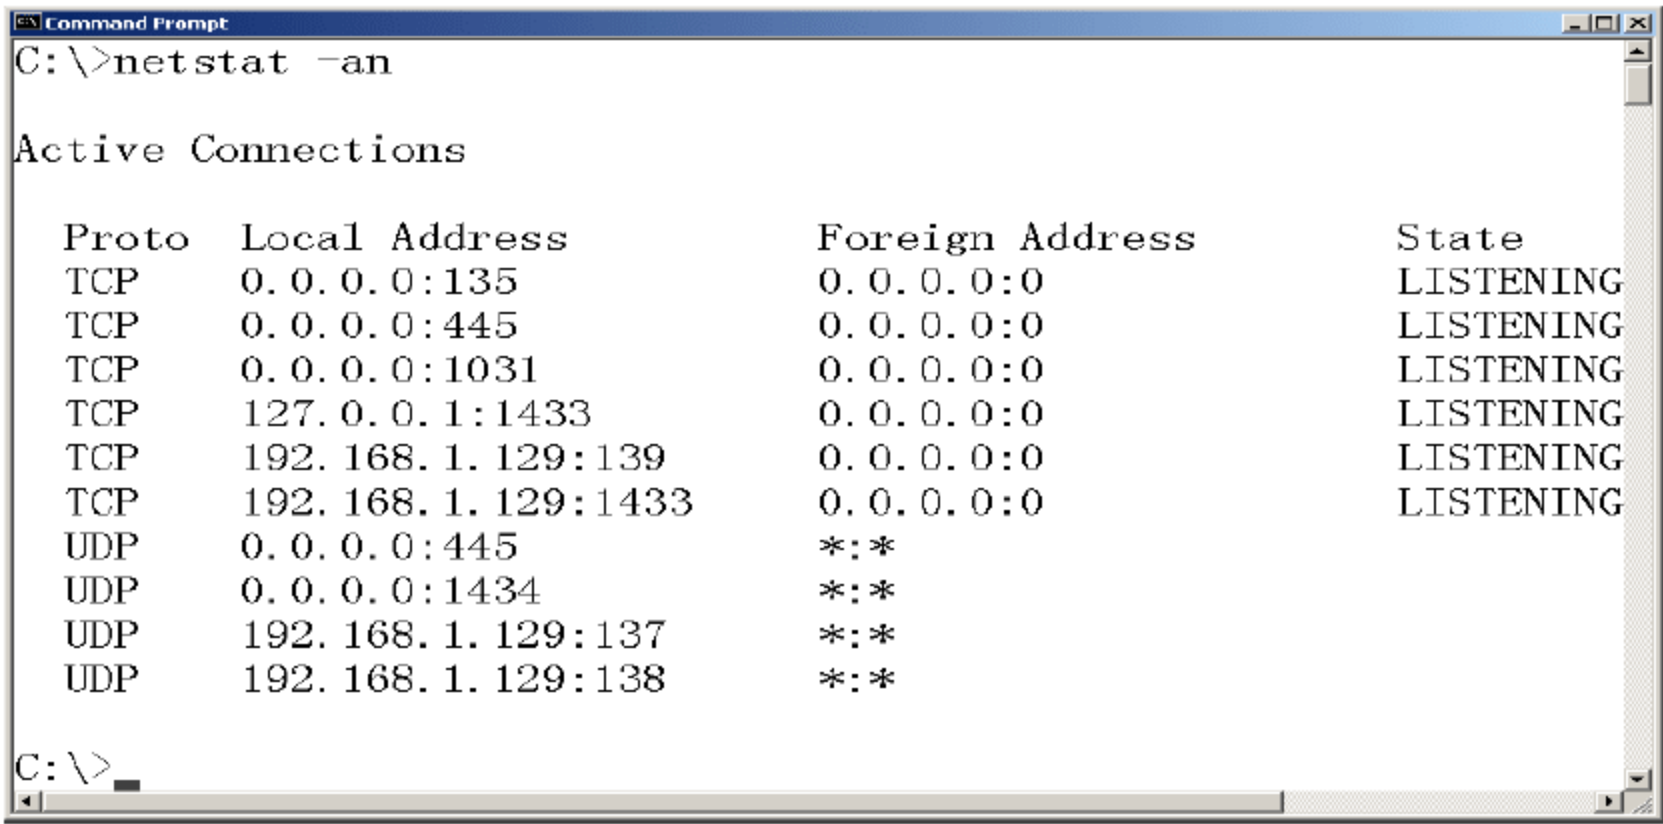 Command Prompt
C:\>netstat -an
Active Connections
Proto Local Address Foreign Address State
TCP 0.0.0.0:135 0.0.0.0:0 LISTENING
TCP 0.0.0.0:445 0.0.0.0:0 LISTENING
TCP 0.0.0.0:1031 0.0.0.0:0 LISTENING
TCP 127.0.0.1:1433 0.0.0.0:0 LISTENING
TCP 192.168.1.129:139 0.0.0.0:0 LISTENING
TCP 192.168.1.129:1433 0.0.0.0:0 LISTENING
UDP 0.0.0.0:445 *:*
UDP 0.0.0.0:1434 *:*
UDP 192.168.1.129:137 *:*
UDP 192.168.1.129:138 *:*
C:\>_